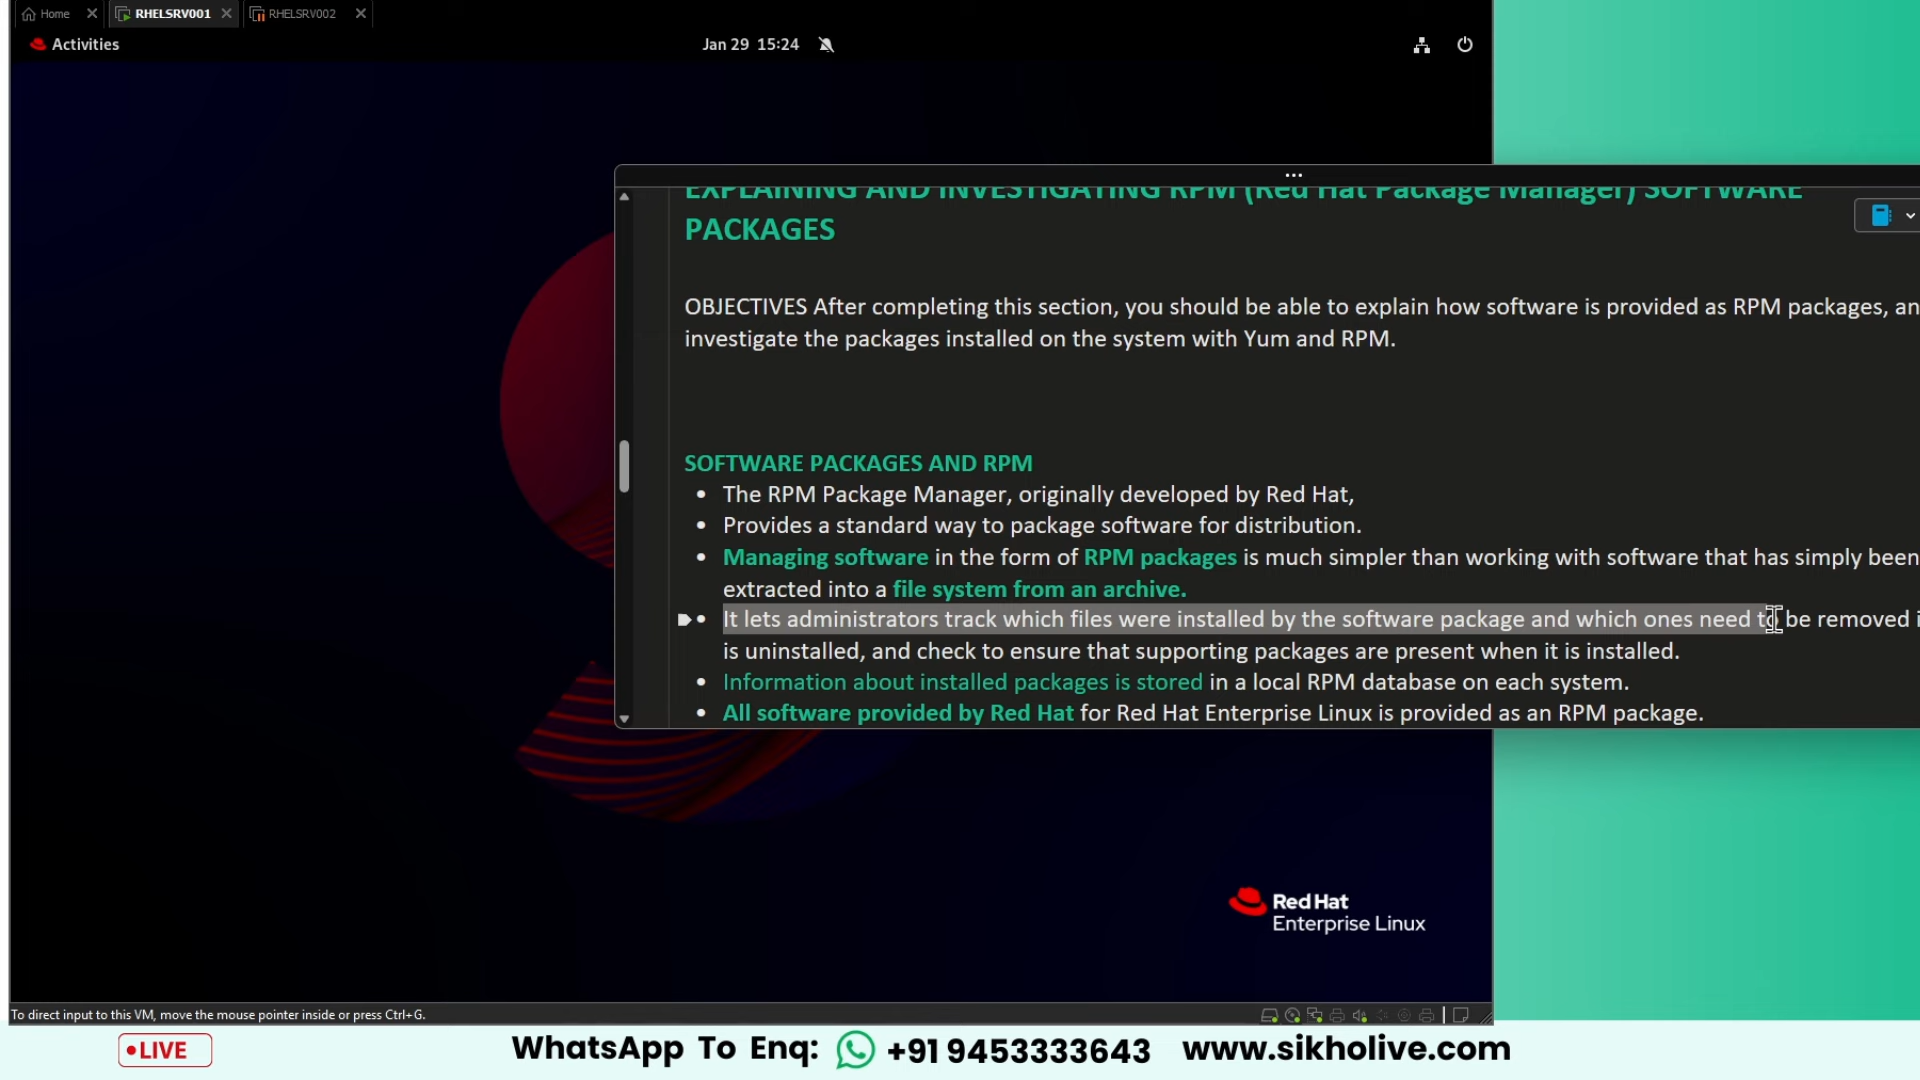 Home
RHELSRV001
RHELSRV002
Activities
Jan 29 15:24
EXPLAINING AND INVESTIGATING RPM (Red Hat Package Manager) SOFTWARE
PACKAGES
OBJECTIVES After completing this section, you should be able to explain how software is provided as RPM packages, an
investigate the packages installed on the system with Yum and RPM.
SOFTWARE PACKAGES AND RPM
• The RPM Package Manager, originally developed by Red Hat,
• Provides a standard way to package software for distribution.
• Managing software in the form of RPM packages is much simpler than working with software that has simply been
extracted into a file system from an archive.
• It lets administrators track which files were installed by the software package and which ones need to be removed i
is uninstalled, and check to ensure that supporting packages are present when it is installed.
• Information about installed packages is stored in a local RPM database on each system.
• All software provided by Red Hat for Red Hat Enterprise Linux is provided as an RPM package.
Red Hat
Enterprise Linux
To direct input to this VM, move the mouse pointer inside or press Ctrl+G.
•LIVE
WhatsApp To Enq: +91 9453333643 www.sikholive.com